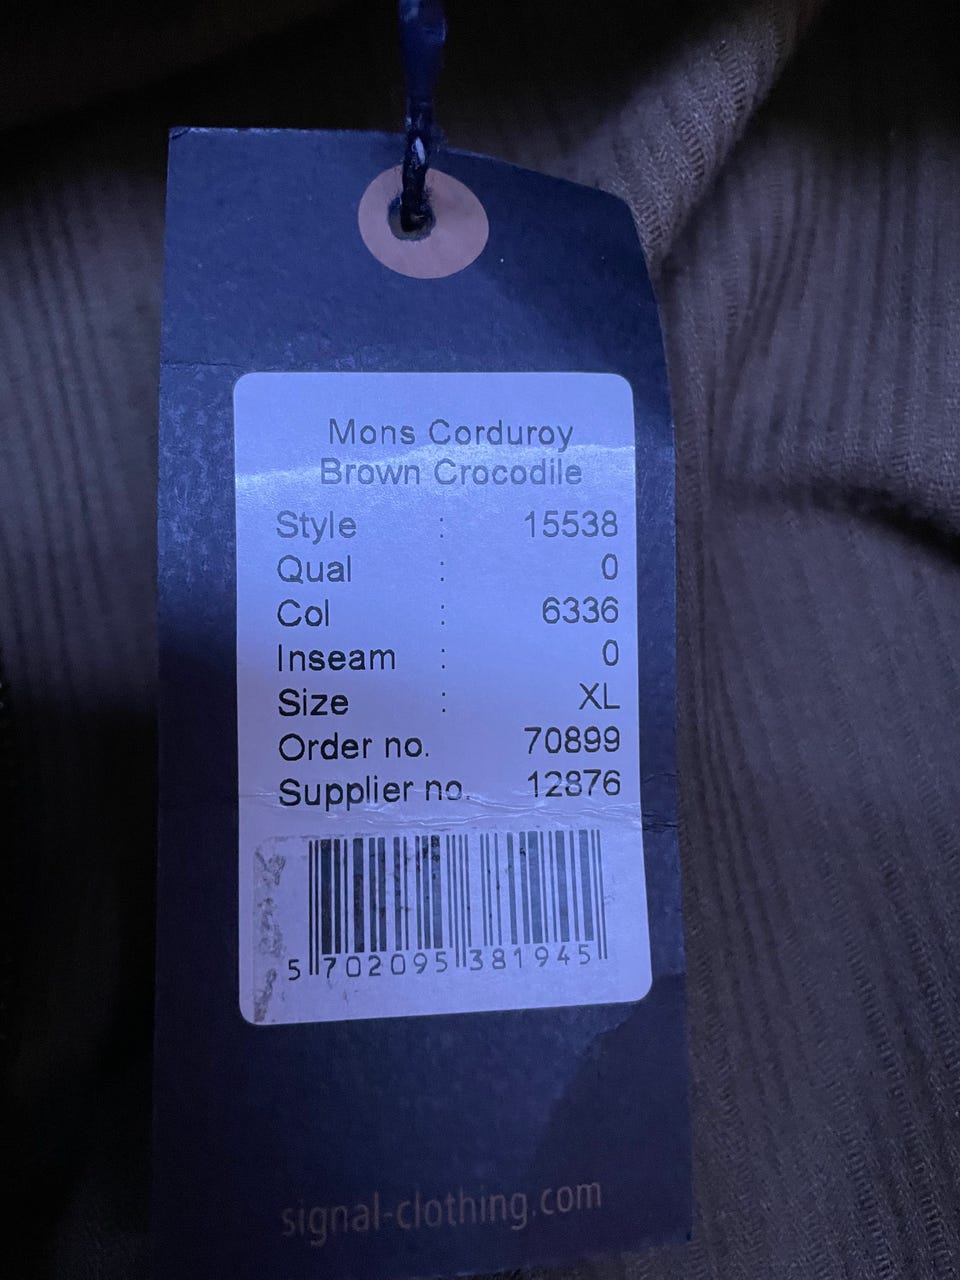 Mons Corduroy
Brown Crocodile
Style : 15538
Qual : 0
Col : 6336
Inseam : 0
Size : XL
Order no. 70899
Supplier no. 12876
5 702095 381945
signal-clothing.com